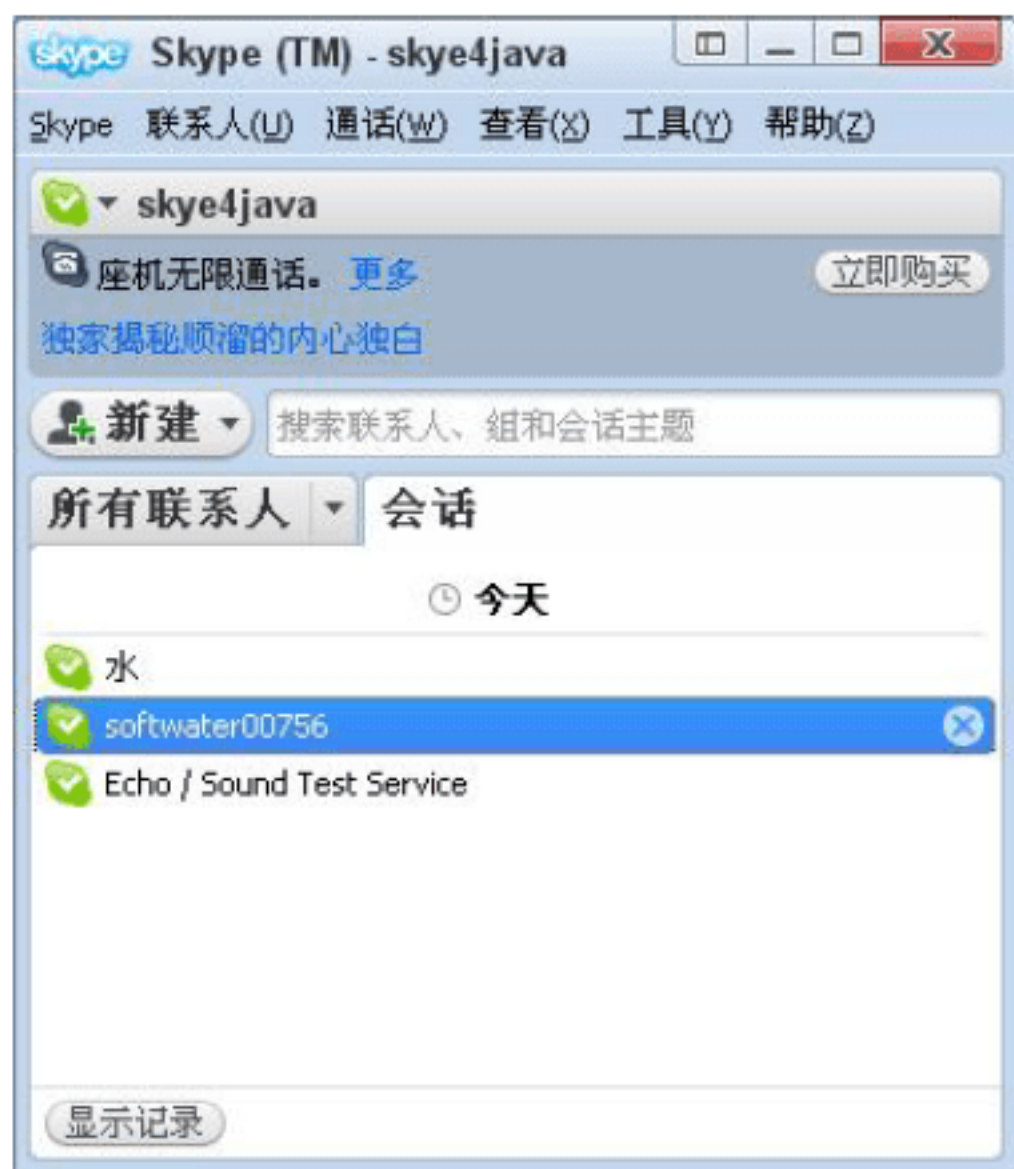 skype Skype (TM) - skye4java
Skype 联系人(U) 通话(W) 查看(X) 工具(Y) 帮助(Z)
skye4java
座机无限通话。 更多 立即购买
独家揭秘顺溜的内心独白
新建 搜索联系人、组和会话主题
所有联系人 会话
今天
水
softwater00756
Echo / Sound Test Service
显示记录